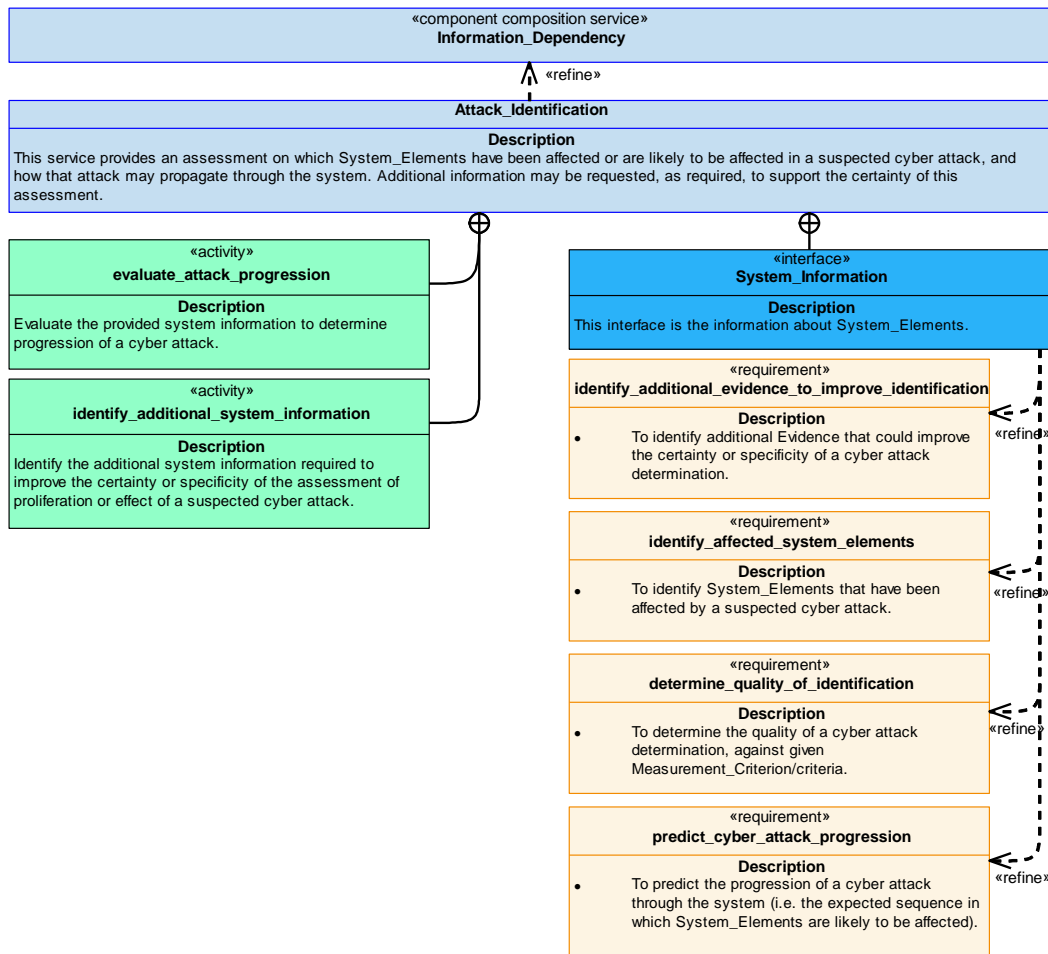 «component composition service»
Information_Dependency
«refine»
Attack_Identification
Description
This service provides an assessment on which System_Elements have been affected or are likely to be affected in a suspected cyber attack, and
how that attack may propagate through the system. Additional information may be requested, as required, to support the certainty of this
assessment.
«activity»
evaluate_attack_progression
Description
Evaluate the provided system information to determine
progression of a cyber attack.
«activity»
identify_additional_system_information
Description
Identify the additional system information required to
improve the certainty or specificity of the assessment of
proliferation or effect of a suspected cyber attack.
«interface»
System_Information
Description
This interface is the information about System_Elements.
«requirement»
identify_additional_evidence_to_improve_identification
Description
• To identify additional Evidence that could improve
the certainty or specificity of a cyber attack
determination.
«refine»
«requirement»
identify_affected_system_elements
Description
• To identify System_Elements that have been
affected by a suspected cyber attack.
«refine»
«requirement»
determine_quality_of_identification
Description
• To determine the quality of a cyber attack
determination, against given
Measurement_Criterion/criteria.
«refine»
«requirement»
predict_cyber_attack_progression
Description
• To predict the progression of a cyber attack
through the system (i.e. the expected sequence in
which System_Elements are likely to be affected).
«refine»